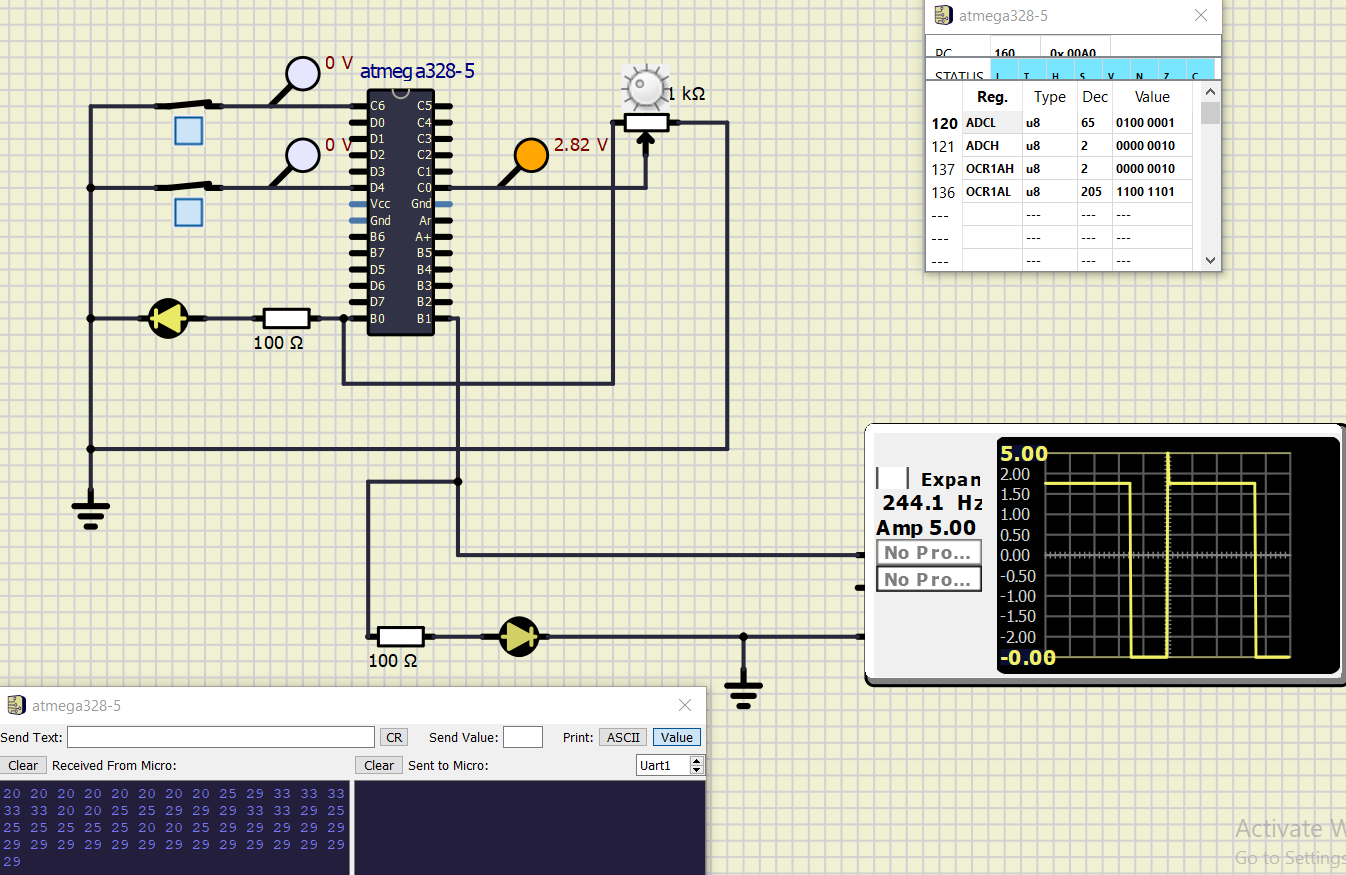 atmega328-5
PC 160 0x 00A0
STATUS I T H S V N Z C
Reg. Type Dec Value
120 ADCL u8 65 0100 0001
121 ADCH u8 2 0000 0010
137 OCR1AH u8 2 0000 0010
136 OCR1AL u8 205 1100 1101
--- --- --- ---
--- --- --- ---
--- --- --- ---
0 V
atmega328-5
1 kΩ
C6 C5
D0 C4
D1 C3
D2 C2
D3 C1
D4 C0
Vcc Gnd
Gnd Ar
B6 A+
B7 B5
D5 B4
D6 B3
D7 B2
B0 B1
0 V
2.82 V
100 Ω
Expan
244.1 Hz
Amp 5.00
No Pro...
No Pro...
5.00
2.00
1.50
1.00
0.50
0.00
-0.50
-1.00
-1.50
-2.00
-0.00
100 Ω
atmega328-5
Send Text: CR Send Value: Print: ASCII Value
Clear Received From Micro: Clear Sent to Micro: Uart1
20 20 20 20 20 20 20 20 25 29 33 33 33
33 33 20 20 25 25 29 29 29 33 33 29 25
25 25 25 25 25 20 20 25 29 29 29 29 29
29 29 29 29 29 29 29 29 29 29 29 29 29
29
Activate W
Go to Settings